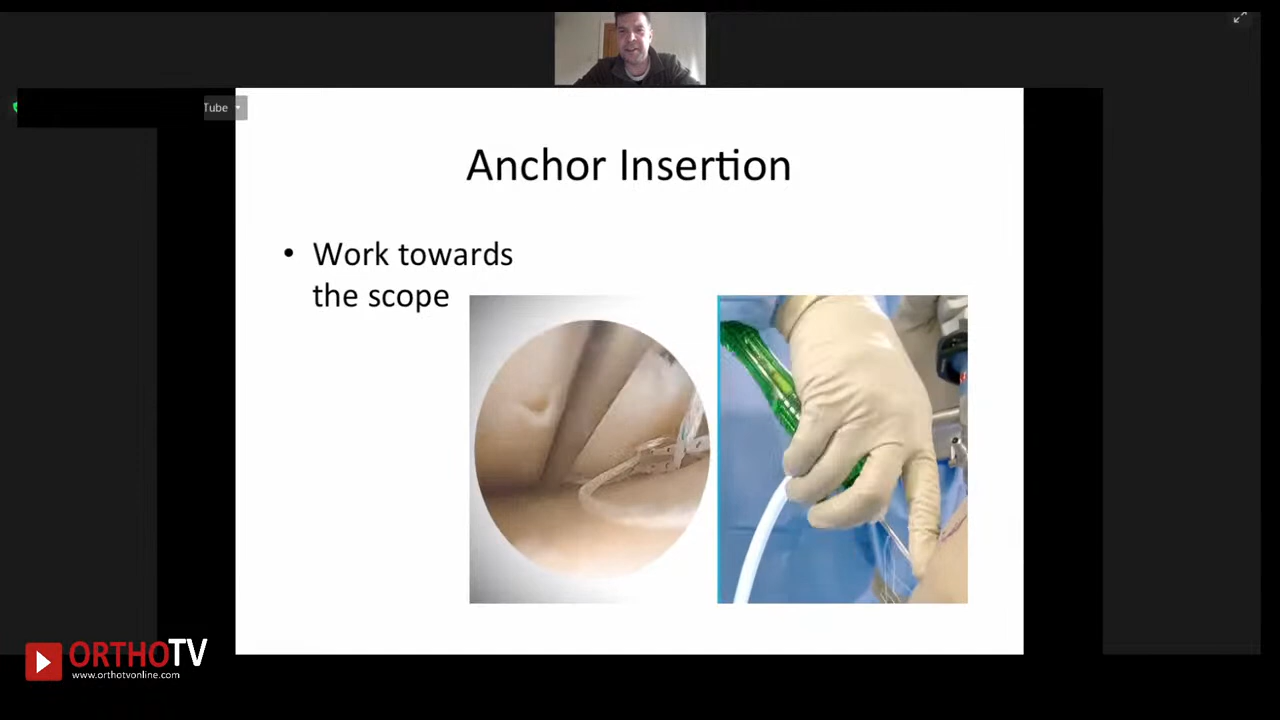 Tube
Anchor Insertion
• Work towards
the scope
ORTHOTV
www.orthotvonline.com